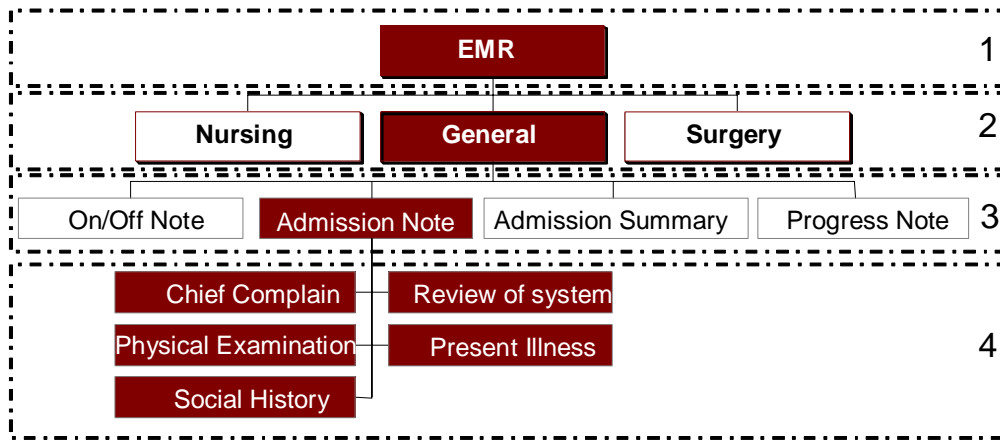 EMR
1
Nursing General Surgery
2
On/Off Note Admission Note Admission Summary Progress Note
3
Chief Complain Review of system
Physical Examination Present Illness
4
Social History